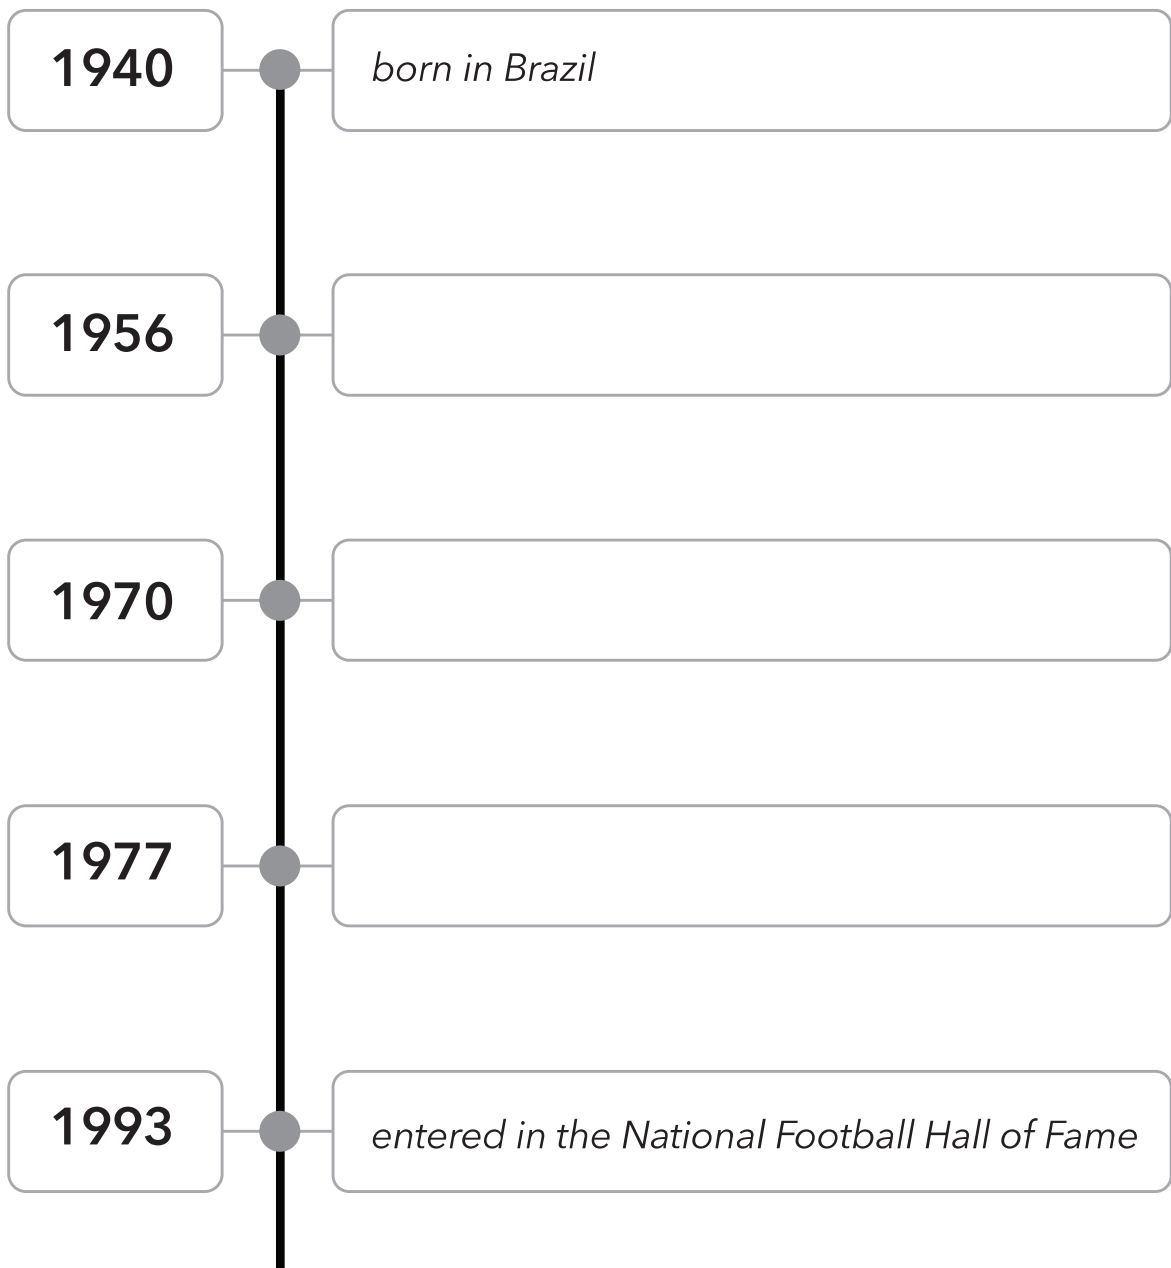 1940
born in Brazil
1956
1970
1977
1993
entered in the National Football Hall of Fame